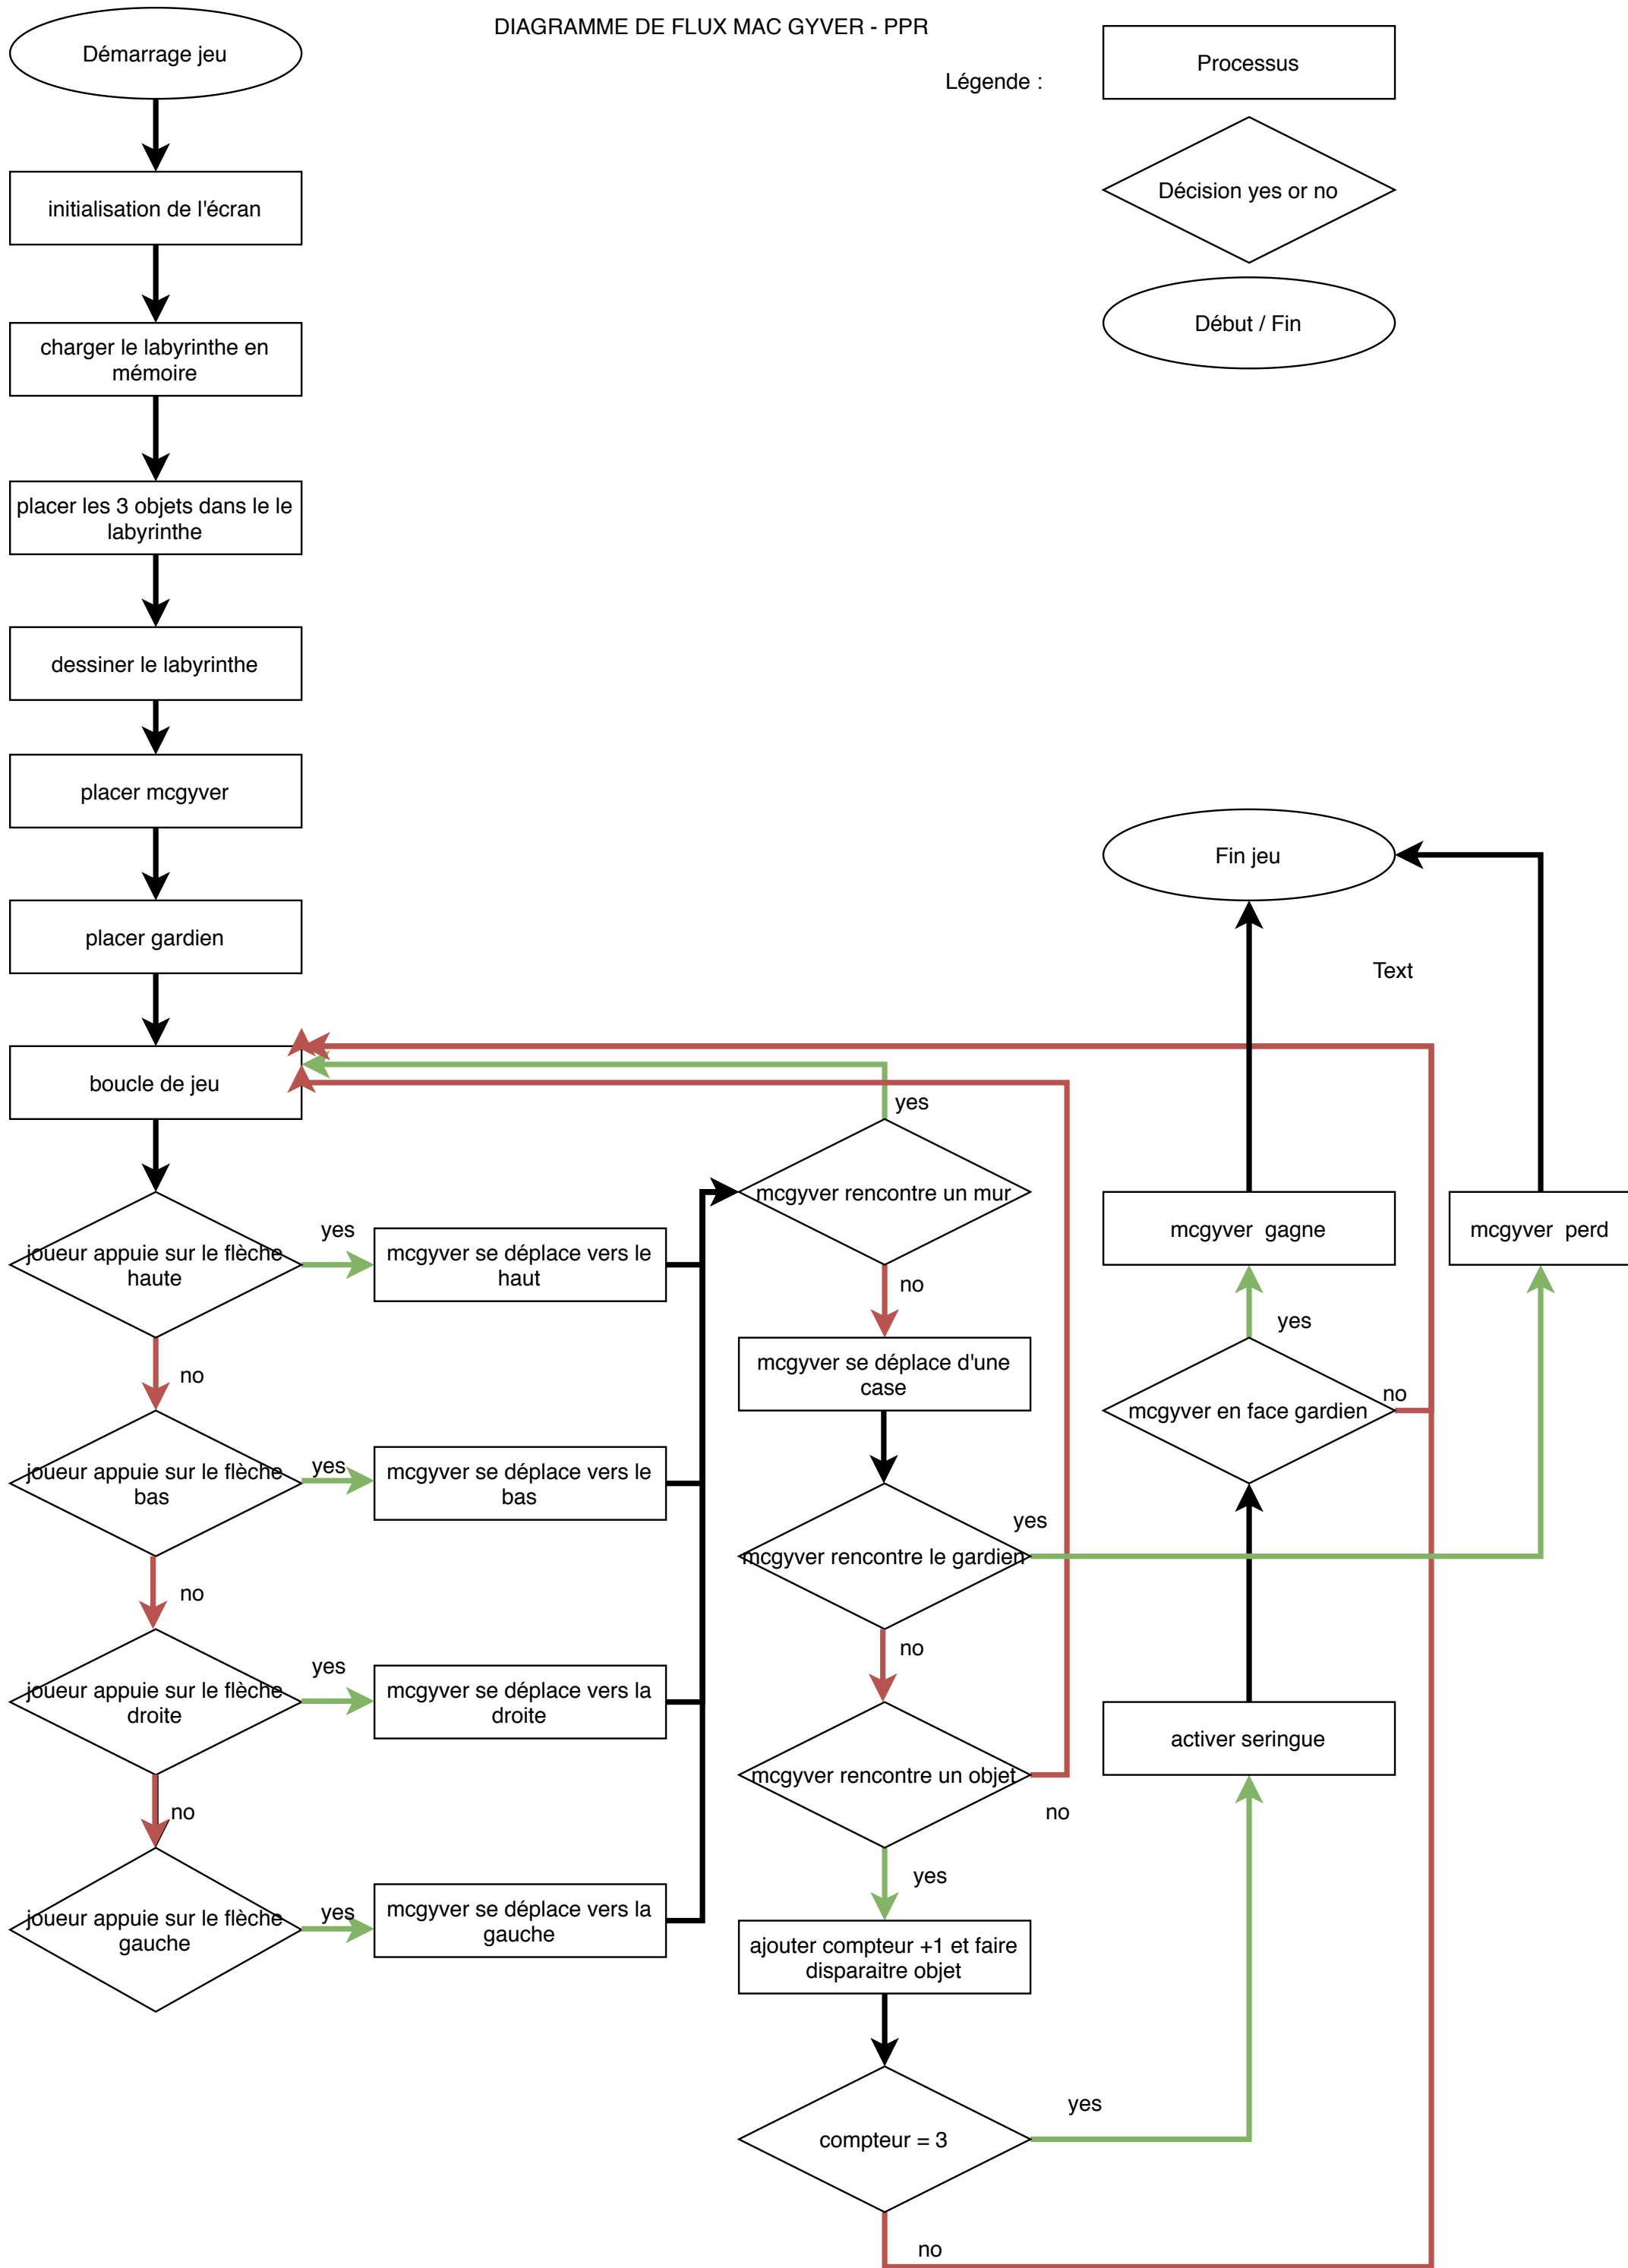 DIAGRAMME DE FLUX MAC GYVER - PPR
Légende :
Processus
Décision yes or no
Début / Fin
Démarrage jeu
initialisation de l'écran
charger le labyrinthe en
mémoire
placer les 3 objets dans le le
labyrinthe
dessiner le labyrinthe
placer mcgyver
placer gardien
boucle de jeu
joueur appuie sur le flèche
haute
yes
mcgyver se déplace vers le
haut
no
joueur appuie sur le flèche
bas
yes
mcgyver se déplace vers le
bas
no
joueur appuie sur le flèche
droite
yes
mcgyver se déplace vers la
droite
no
joueur appuie sur le flèche
gauche
yes
mcgyver se déplace vers la
gauche
yes
mcgyver rencontre un mur
no
mcgyver se déplace d'une
case
yes
mcgyver rencontre le gardien
no
mcgyver rencontre un objet
no
yes
ajouter compteur +1 et faire
disparaitre objet
compteur = 3
yes
no
Fin jeu
Text
mcgyver  gagne
mcgyver  perd
yes
no
mcgyver en face gardien
activer seringue